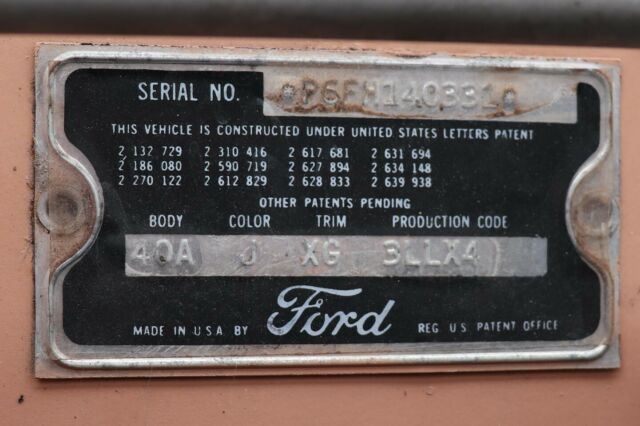 SERIAL NO. *P6FH140331*
THIS VEHICLE IS CONSTRUCTED UNDER UNITED STATES LETTERS PATENT
2 132 729 2 310 416 2 617 681 2 631 694
2 186 080 2 590 719 2 627 894 2 634 148
2 270 122 2 612 829 2 628 833 2 639 938
OTHER PATENTS PENDING
BODY COLOR TRIM PRODUCTION CODE
40A J XG 3LLX4
MADE IN U.S.A. BY Ford REG U S PATENT OFFICE